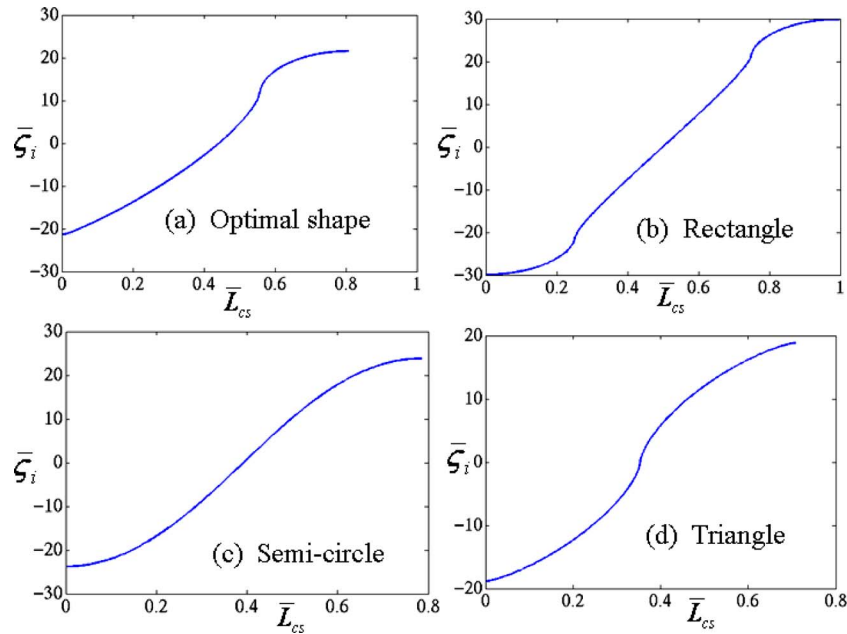 30
20
10
0
−10
−20
−30
ζ̄ᵢ
(a) Optimal shape
0 0.2 0.4 0.6 0.8 1
L̄cs
30
20
10
0
−10
−20
−30
ζ̄ᵢ
(b) Rectangle
0 0.2 0.4 0.6 0.8 1
L̄cs
30
20
10
0
−10
−20
−30
ζ̄ᵢ
(c) Semi-circle
0 0.2 0.4 0.6 0.8
L̄cs
20
10
0
−10
−20
ζ̄ᵢ
(d) Triangle
0 0.2 0.4 0.6 0.8
L̄cs